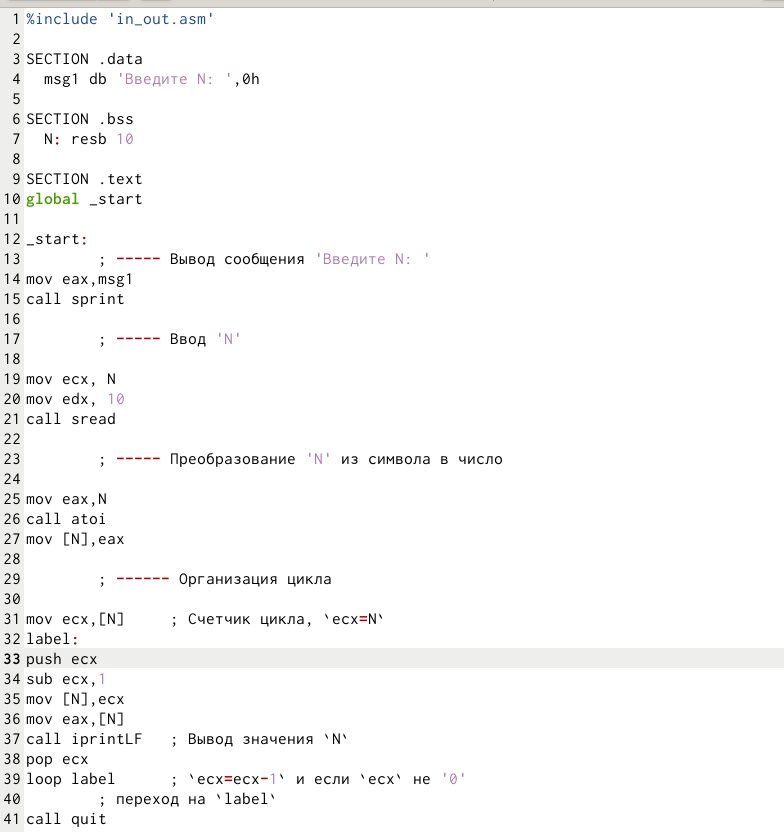 1 %include 'in_out.asm'
2
3 SECTION .data
4   msg1 db 'Введите N: ',0h
5
6 SECTION .bss
7   N: resb 10
8
9 SECTION .text
10 global _start
11
12 _start:
13         ; ----- Вывод сообщения 'Введите N: '
14 mov eax,msg1
15 call sprint
16
17         ; ----- Ввод 'N'
18
19 mov ecx, N
20 mov edx, 10
21 call sread
22
23         ; ----- Преобразование 'N' из символа в число
24
25 mov eax,N
26 call atoi
27 mov [N],eax
28
29         ; ------ Организация цикла
30
31 mov ecx,[N]     ; Счетчик цикла, `ecx=N`
32 label:
33 push ecx
34 sub ecx,1
35 mov [N],ecx
36 mov eax,[N]
37 call iprintLF   ; Вывод значения `N`
38 pop ecx
39 loop label      ; `ecx=ecx-1` и если `ecx` не '0'
40         ; переход на `label`
41 call quit